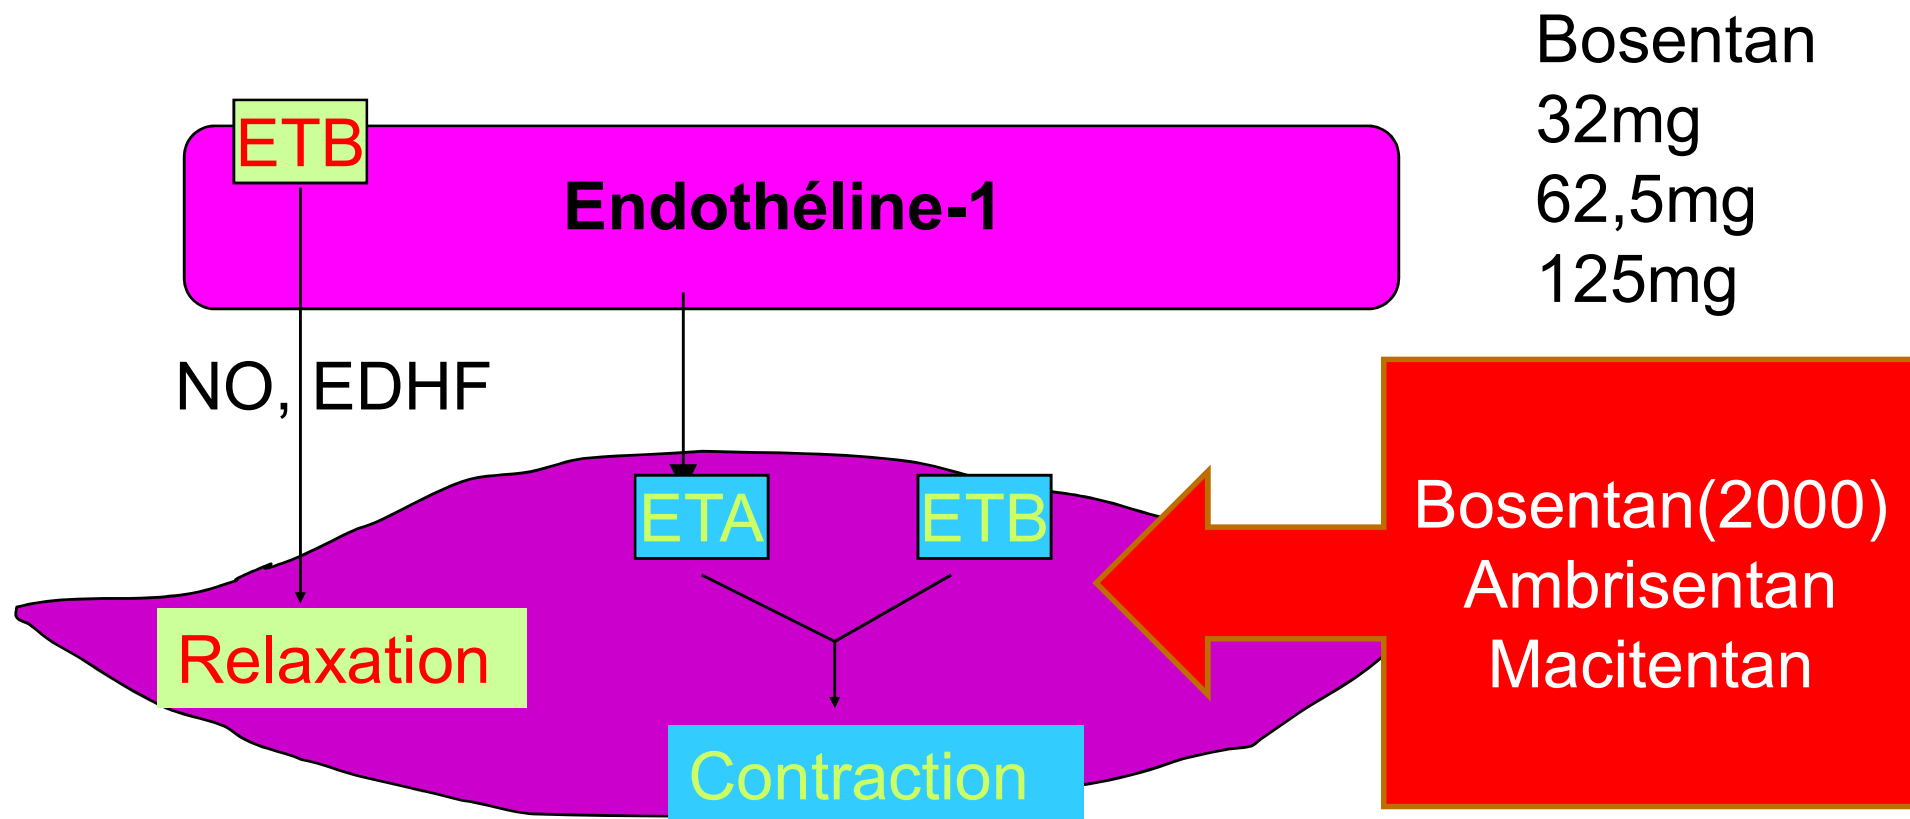 Bosentan
32mg
62,5mg
125mg
ETB
Endothéline-1
NO, EDHF
ETA
ETB
Bosentan(2000)
Ambrisentan
Macitentan
Relaxation
Contraction